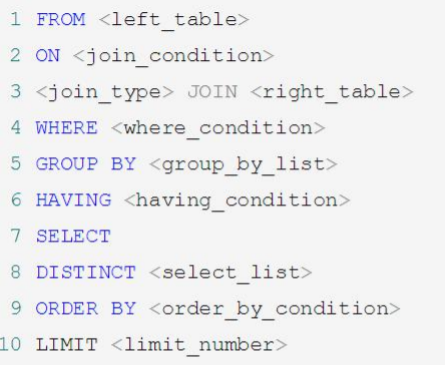 1 FROM <left_table>
2 ON <join_condition>
3 <join_type> JOIN <right_table>
4 WHERE <where_condition>
5 GROUP BY <group_by_list>
6 HAVING <having_condition>
7 SELECT
8 DISTINCT <select_list>
9 ORDER BY <order_by_condition>
10 LIMIT <limit_number>